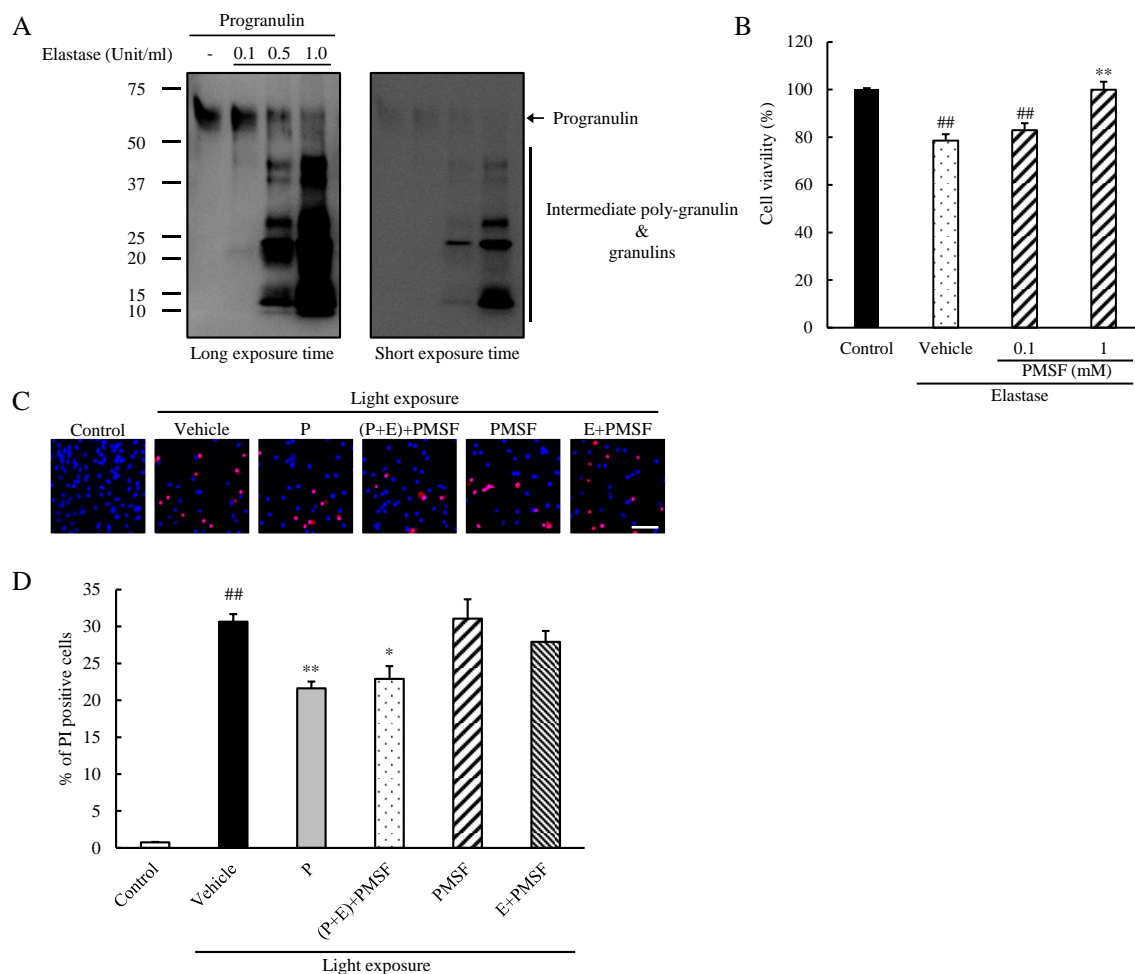 A
Progranulin
Elastase (Unit/ml)
- 0.1 0.5 1.0
75
50
37
25
20
15
10
Progranulin
Intermediate poly-granulin
&
granulins
Long exposure time
Short exposure time
B
Cell viavility (%)
120
100
80
60
40
20
0
##
##
**
Control
Vehicle
0.1
1
PMSF (mM)
Elastase
C
Light exposure
Control
Vehicle
P
(P+E)+PMSF
PMSF
E+PMSF
D
% of PI positive cells
35
30
25
20
15
10
5
0
##
**
*
Control
Vehicle
P
(P+E)+PMSF
PMSF
E+PMSF
Light exposure